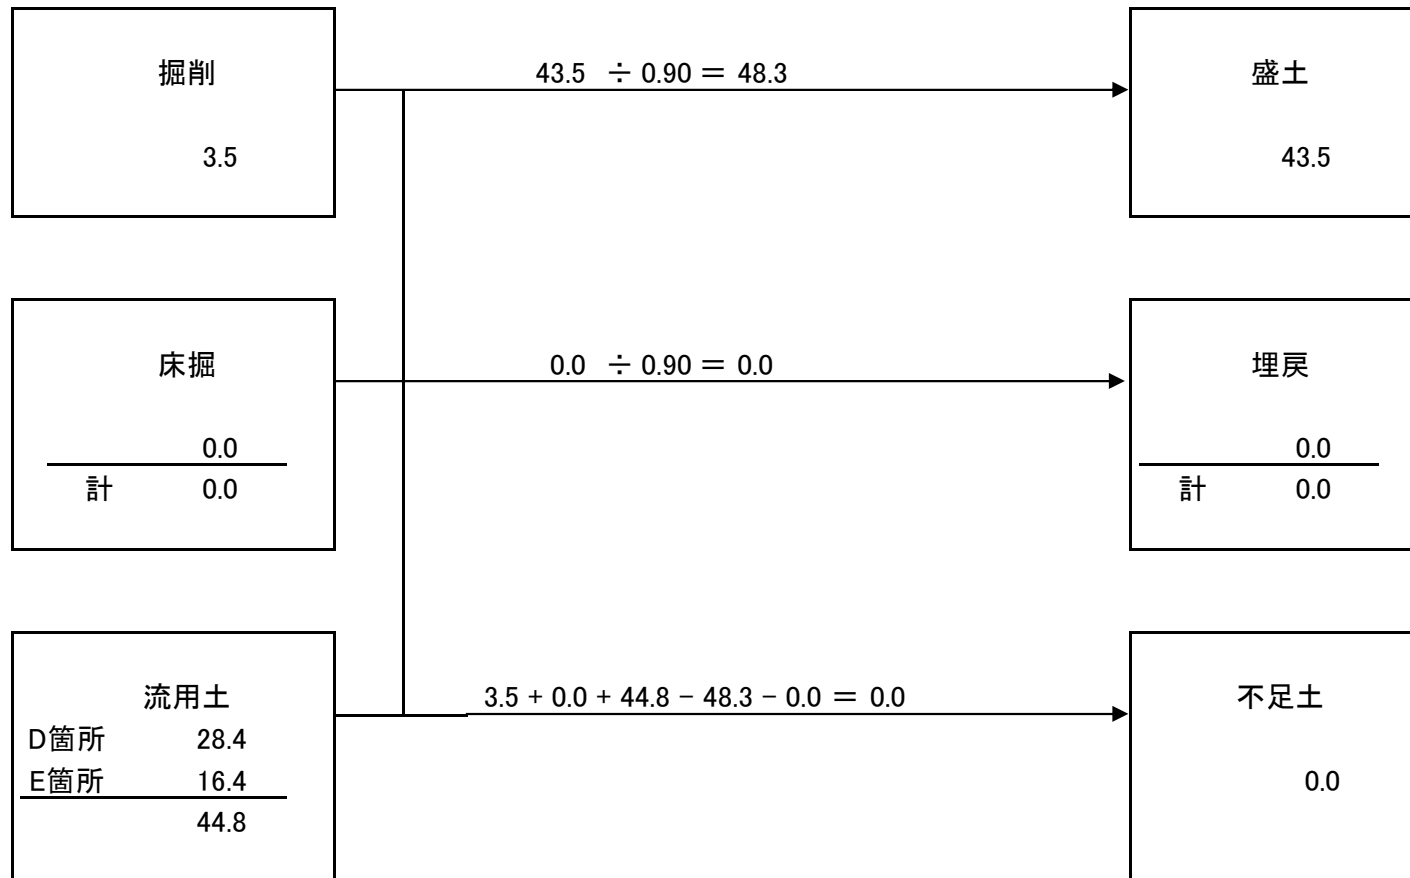 掘削
3.5
43.5 ÷ 0.90 = 48.3
盛土
43.5
床掘
0.0
計 0.0
0.0 ÷ 0.90 = 0.0
埋戻
0.0
計 0.0
流用土
D箇所 28.4
E箇所 16.4
44.8
3.5 + 0.0 + 44.8 − 48.3 − 0.0 = 0.0
不足土
0.0